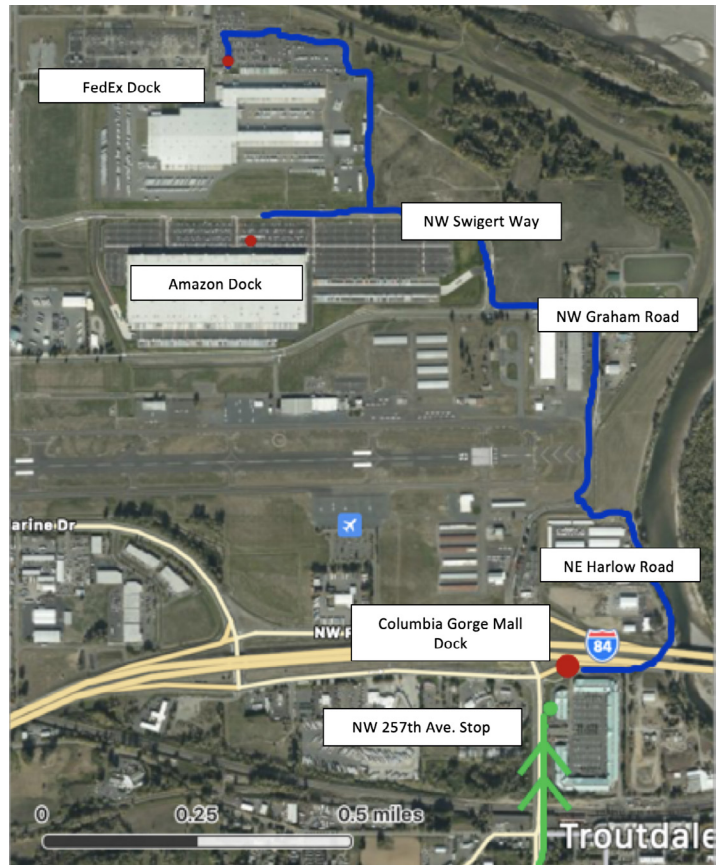 FedEx Dock
NW Swigert Way
Amazon Dock
NW Graham Road
arine Dr
NE Harlow Road
Columbia Gorge Mall
Dock
NW
84
NW 257th Ave. Stop
0 0.25 0.5 miles
Troutdale